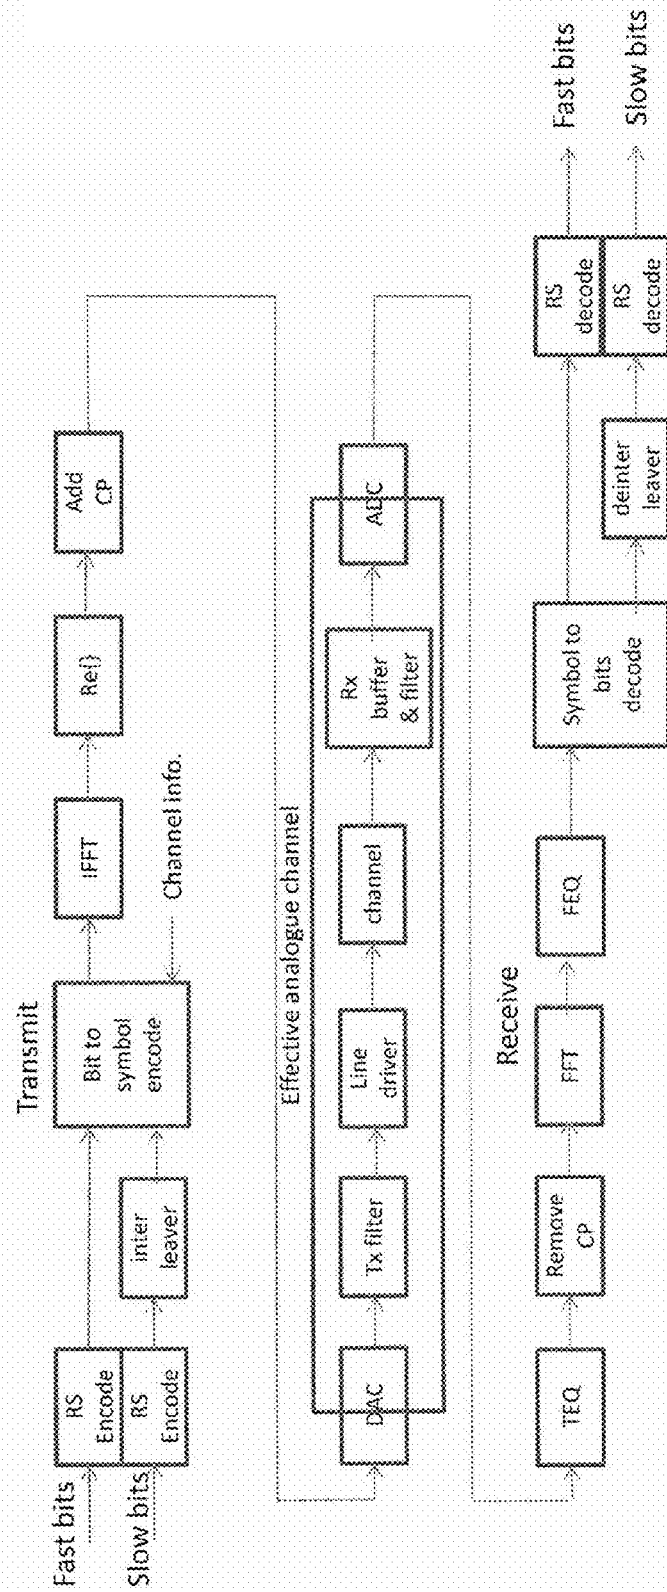 Transmit
Fast bits
Slow bits
RS
Encode
RS
Encode
inter
leaver
Bit to
symbol
encode
Channel info.
IFFT
Re{}
Add
CP
Effective analogue channel
DAC
Tx filter
Line
driver
channel
Rx
buffer
& filter
ADC
Receive
TEQ
Remove
CP
FFT
FEQ
Symbol to
bits
decode
deinter
leaver
RS
decode
RS
decode
Fast bits
Slow bits